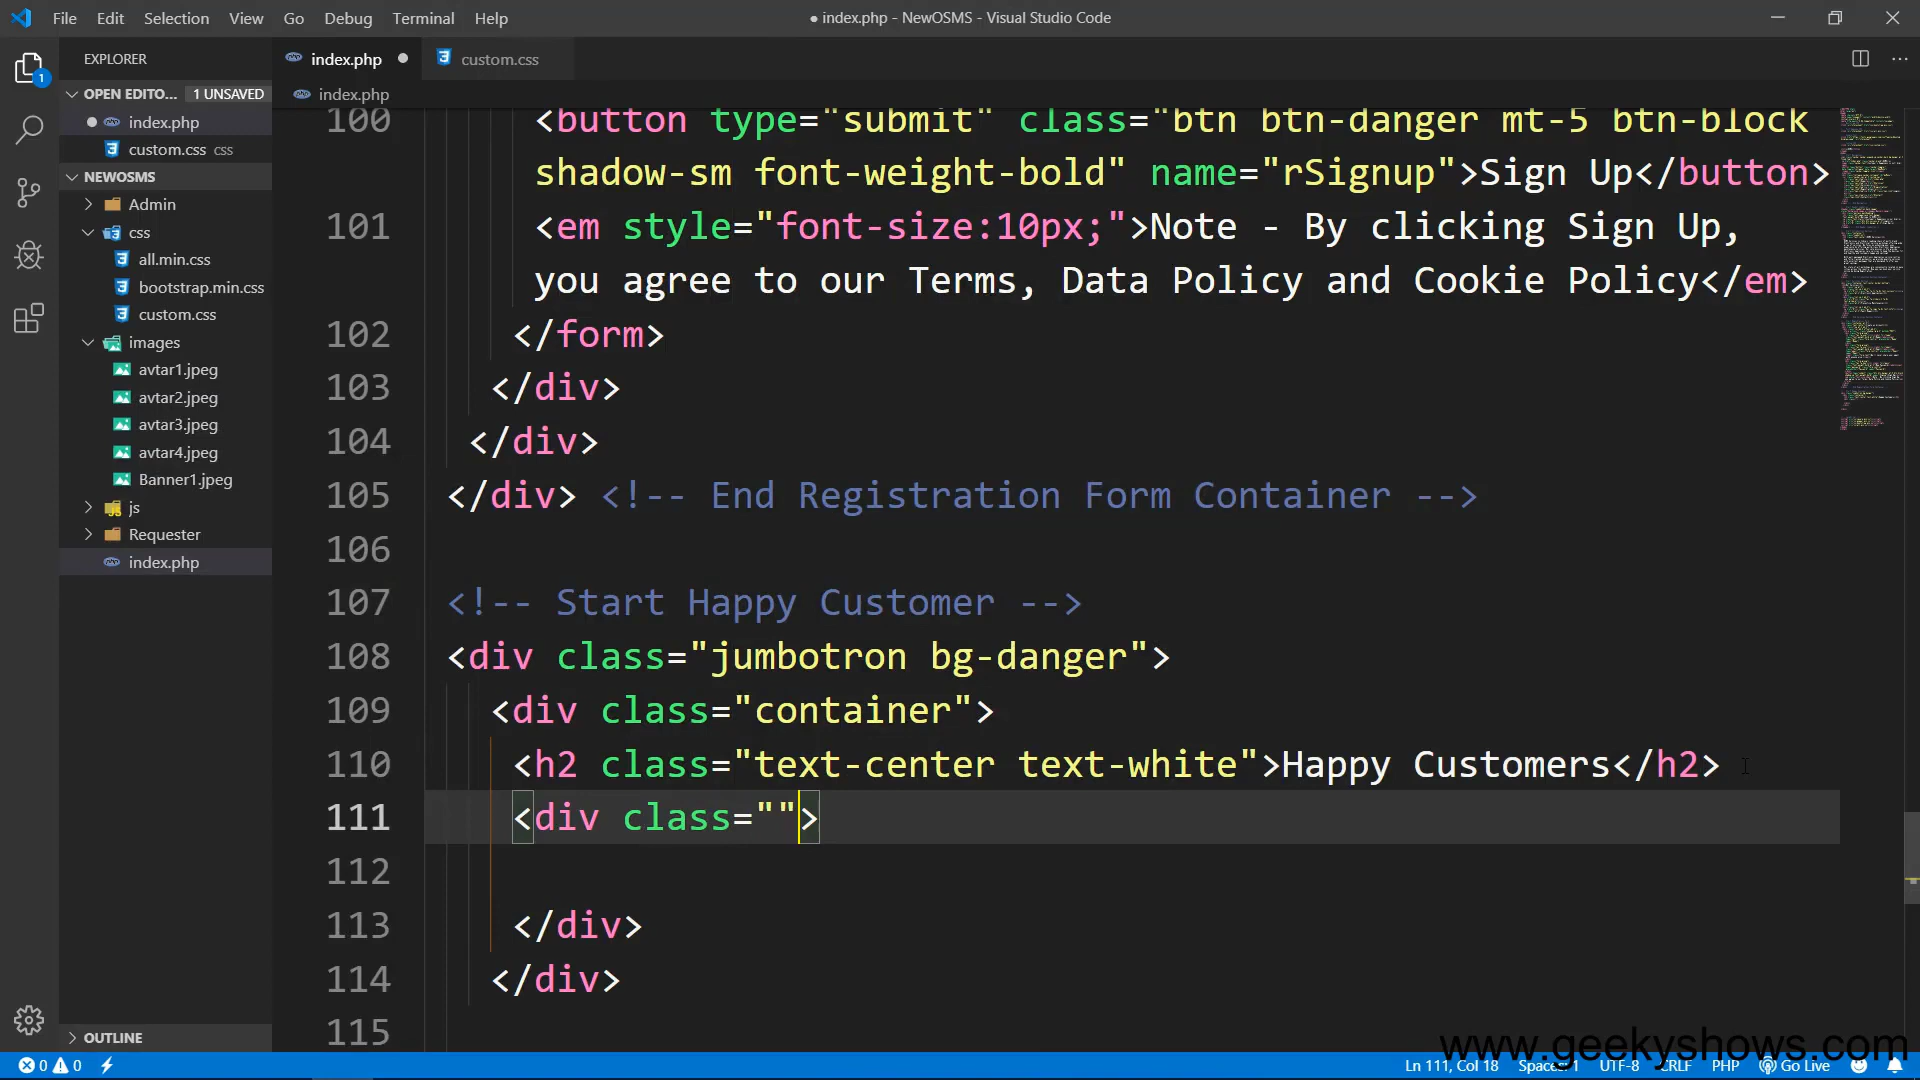 File Edit Selection View Go Debug Terminal Help
● index.php - NewOSMS - Visual Studio Code
EXPLORER
OPEN EDITO... 1 UNSAVED
index.php
custom.css css
NEWOSMS
Admin
css
all.min.css
bootstrap.min.css
custom.css
images
avtar1.jpeg
avtar2.jpeg
avtar3.jpeg
avtar4.jpeg
Banner1.jpeg
js
Requester
index.php
OUTLINE
index.php custom.css
index.php
100 <button type="submit" class="btn btn-danger mt-5 btn-block
shadow-sm font-weight-bold" name="rSignup">Sign Up</button>
101 <em style="font-size:10px;">Note - By clicking Sign Up,
you agree to our Terms, Data Policy and Cookie Policy</em>
102 </form>
103 </div>
104 </div>
105 </div> <!-- End Registration Form Container -->
106
107 <!-- Start Happy Customer -->
108 <div class="jumbotron bg-danger">
109 <div class="container">
110 <h2 class="text-center text-white">Happy Customers</h2>
111 <div class="">
112
113 </div>
114 </div>
115
www.geekyshows.com
0 0 Ln 111, Col 18 Spaces: 1 UTF-8 CRLF PHP Go Live
1